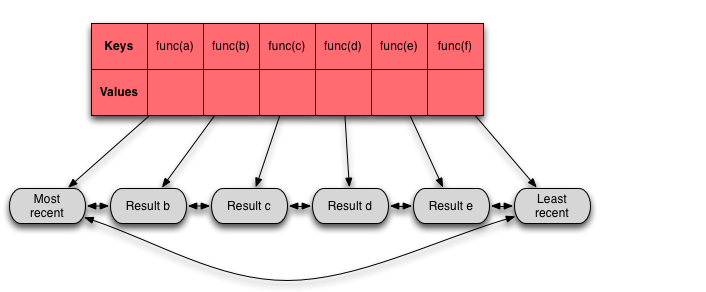 Keys func(a) func(b) func(c) func(d) func(e) func(f)
Values
Most
recent
Result b
Result c
Result d
Result e
Least
recent